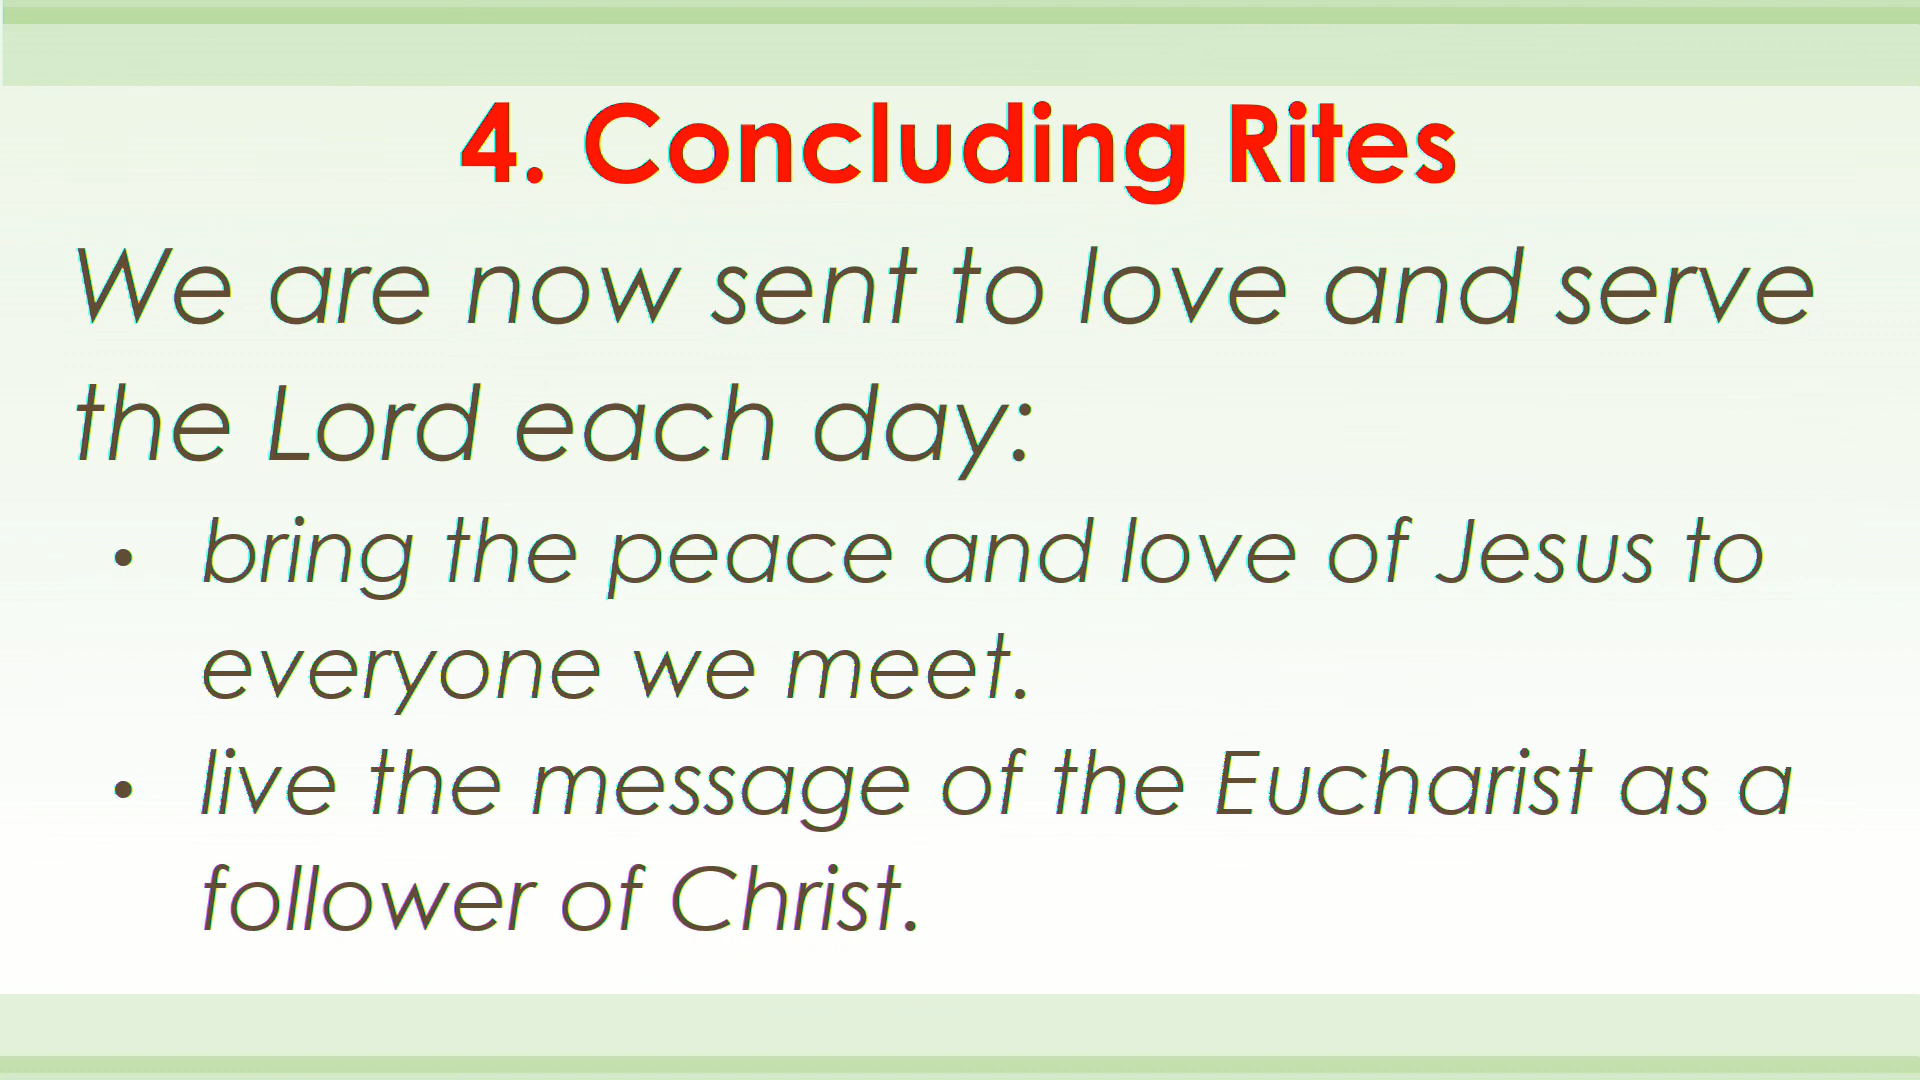 4. Concluding Rites
We are now sent to love and serve
the Lord each day:
• bring the peace and love of Jesus to
everyone we meet.
• live the message of the Eucharist as a
follower of Christ.